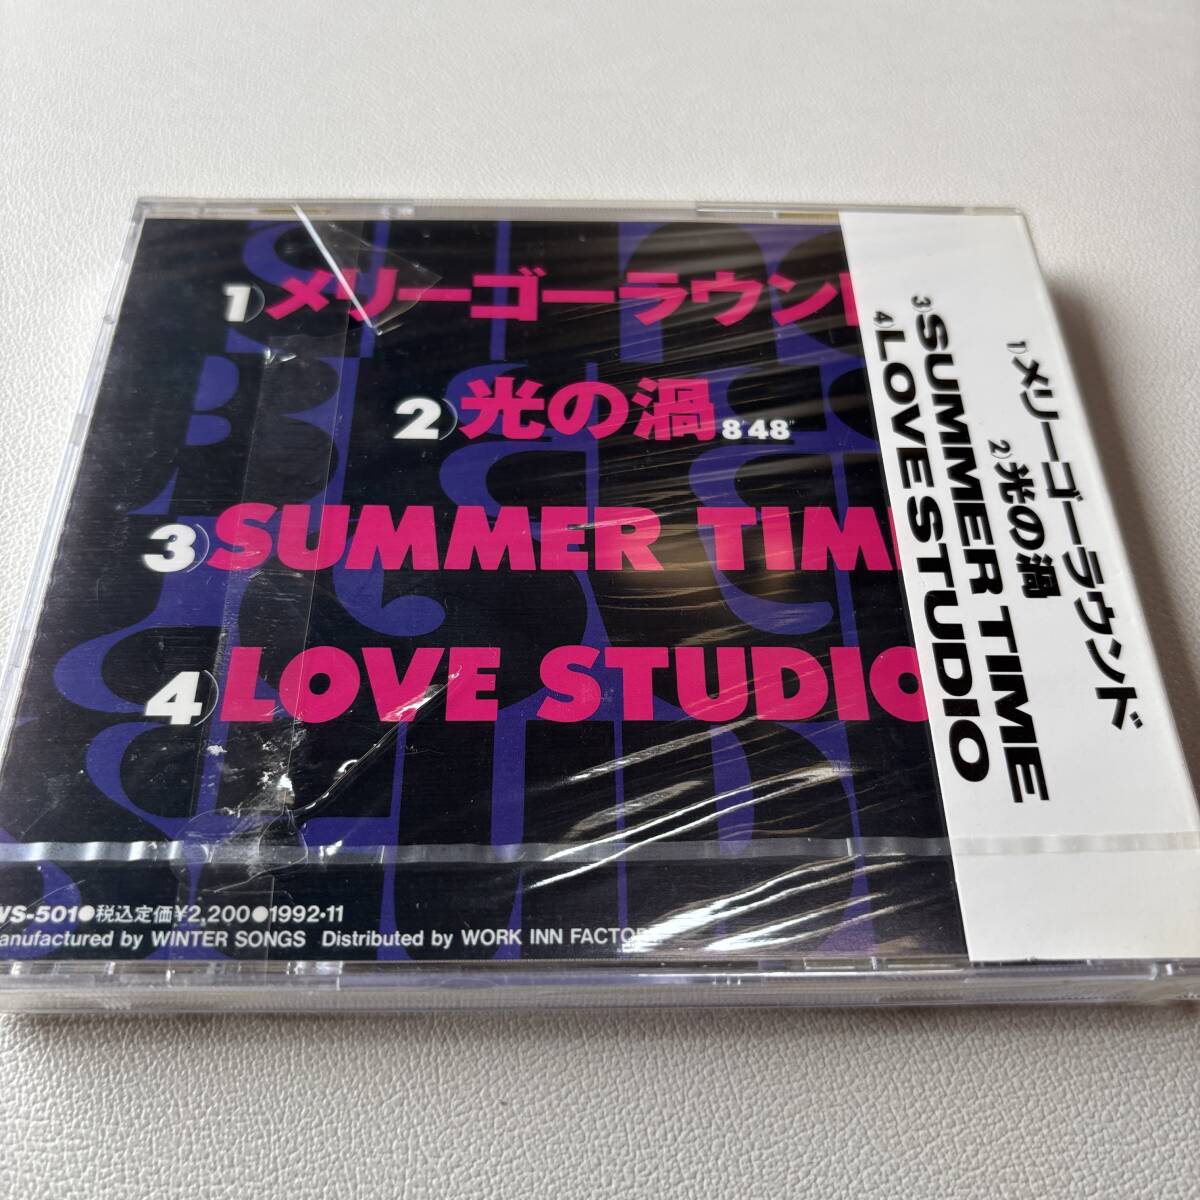 1)メリーゴーラウンド
2)光の渦 8'48"
3)SUMMER TIM
4)LOVE STUDIO
WS-501●税込定価¥2,200●1992・11
anufactured by WINTER SONGS Distributed by WORK INN FACTO
1)メリーゴーラウンド
2)光の渦
3)SUMMER TIME
4)LOVE STUDIO